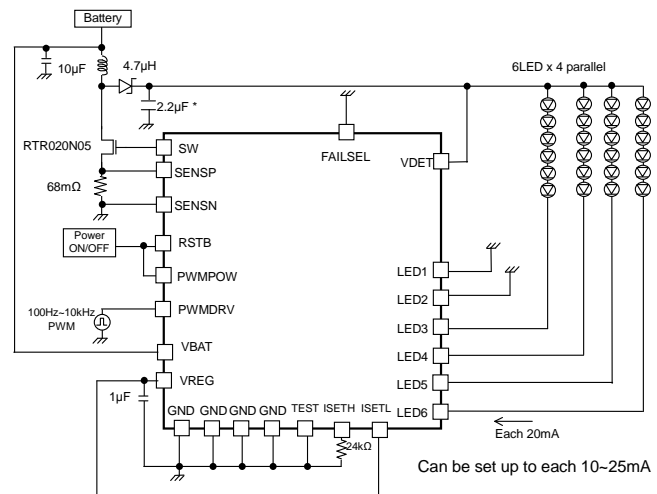 Battery
10µF
4.7µH
2.2µF *
6LED x 4 parallel
RTR020N05
68mΩ
SW
SENSP
SENSN
FAILSEL
VDET
Power
ON/OFF
RSTB
PWMPOW
100Hz~10kHz
PWM
PWMDRV
VBAT
VREG
1µF
LED1
LED2
LED3
LED4
LED5
LED6
GND GND GND GND TEST ISETH ISETL
24kΩ
Each 20mA
Can be set up to each 10~25mA